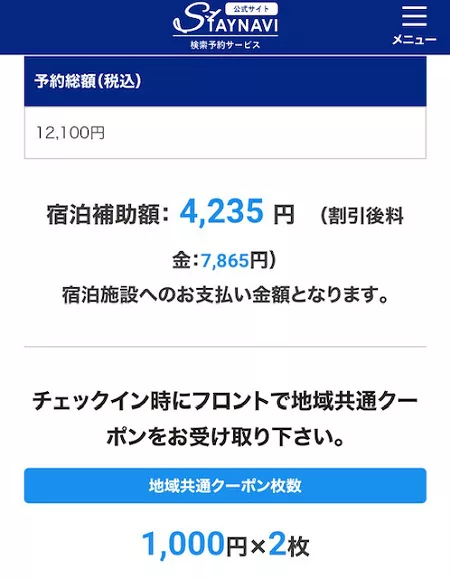 STAYNAVI
公式サイト
検索予約サービス
メニュー
予約総額(税込)
12,100円
宿泊補助額: 4,235 円 (割引後料
金:7,865円)
宿泊施設へのお支払い金額となります。
チェックイン時にフロントで地域共通クー
ポンをお受け取り下さい。
地域共通クーポン枚数
1,000円×2枚